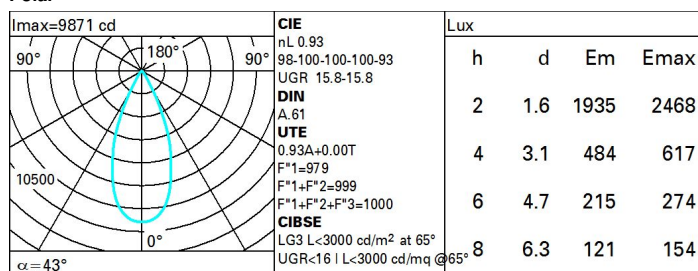 Imax=9871 cd
90° 180° 90°
10500
0°
α=43°
CIE
nL 0.93
98-100-100-100-93
UGR 15.8-15.8
DIN
A.61
UTE
0.93A+0.00T
F"1=979
F"1+F"2=999
F"1+F"2+F"3=1000
CIBSE
LG3 L<3000 cd/m² at 65°
UGR<16 | L<3000 cd/mq @65°
Lux
h d Em Emax
2 1.6 1935 2468
4 3.1 484 617
6 4.7 215 274
8 6.3 121 154